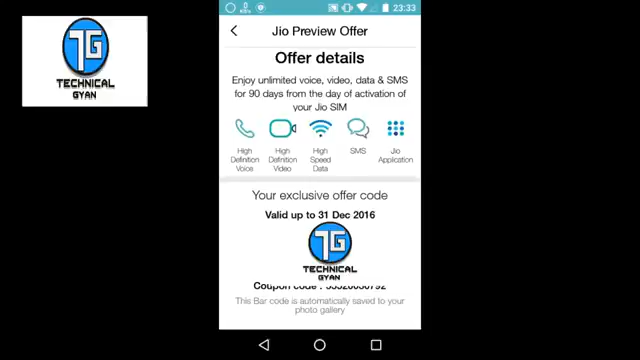 TG
TECHNICAL
GYAN
KB/s
23:33
Jio Preview Offer
Offer details
Enjoy unlimited voice, video, data & SMS
for 90 days from the day of activation of
your Jio SIM
High
Definition
Voice
High
Definition
Video
High
Speed
Data
SMS
Jio
Application
Your exclusive offer code
Valid up to 31 Dec 2016
TG
TECHNICAL
GYAN
Coupon code :
This Bar code is automatically saved to your
photo gallery